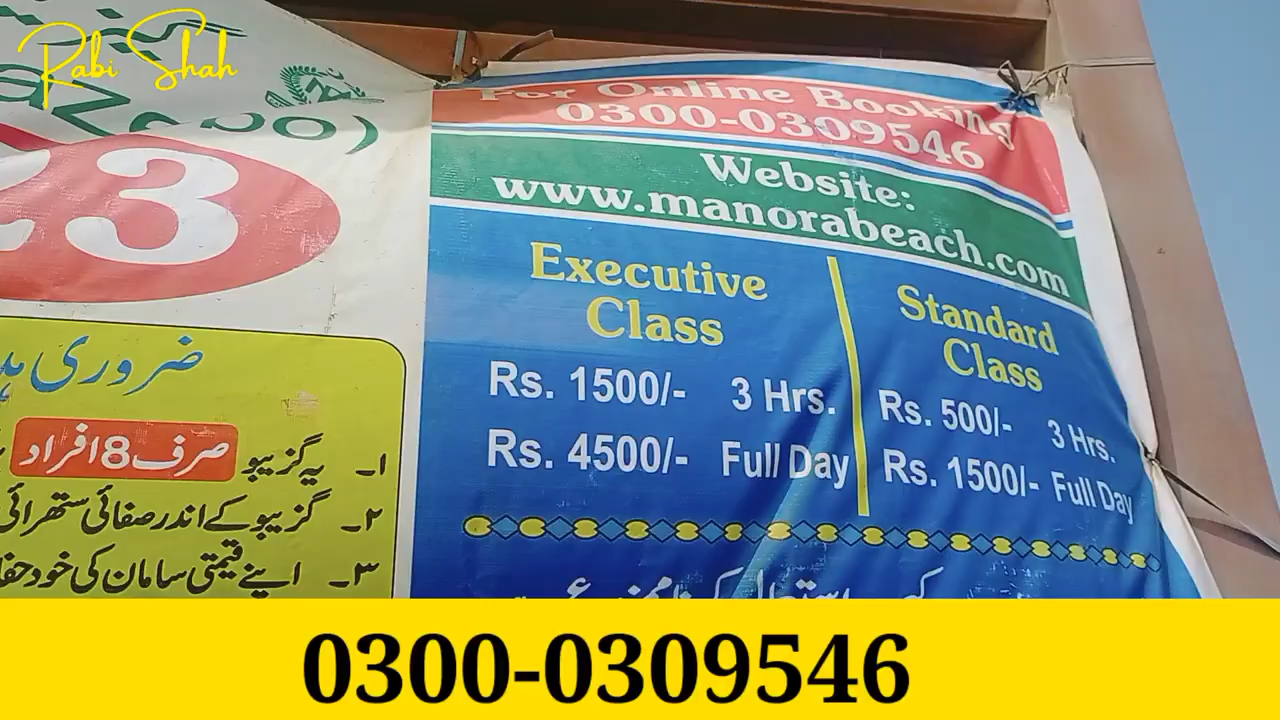 Rabi Shah
aZebo)
23
ضروری
۱۔ یہ گزیبو صرف 8 افراد
۲۔ گزیبو کے اندر صفائی ستھرائی
۳۔ اپنے قیمتی سامان کی خود
For Online Booking
0300-0309546
Website:
www.manorabeach.com
Executive Class
Rs. 1500/- 3 Hrs.
Rs. 4500/- Full Day
Standard Class
Rs. 500/- 3 Hrs.
Rs. 1500/- Full Day
0300-0309546